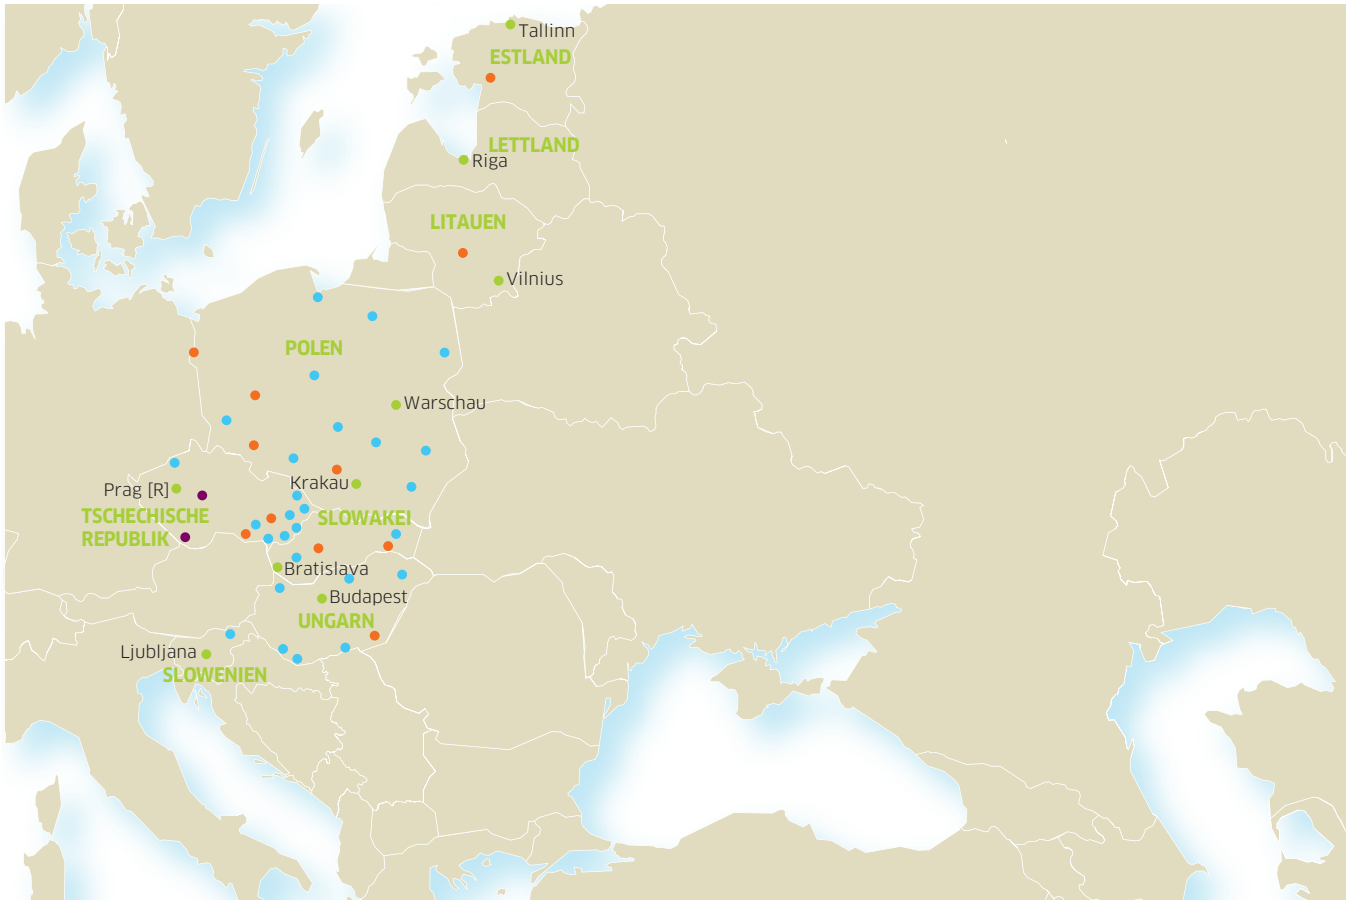 Tallinn
ESTLAND
LETTLAND
Riga
LITAUEN
Vilnius
POLEN
Warschau
Krakau
Prag [R]
TSCHECHISCHE
REPUBLIK
SLOWAKEI
Bratislava
Budapest
UNGARN
Ljubljana
SLOWENIEN